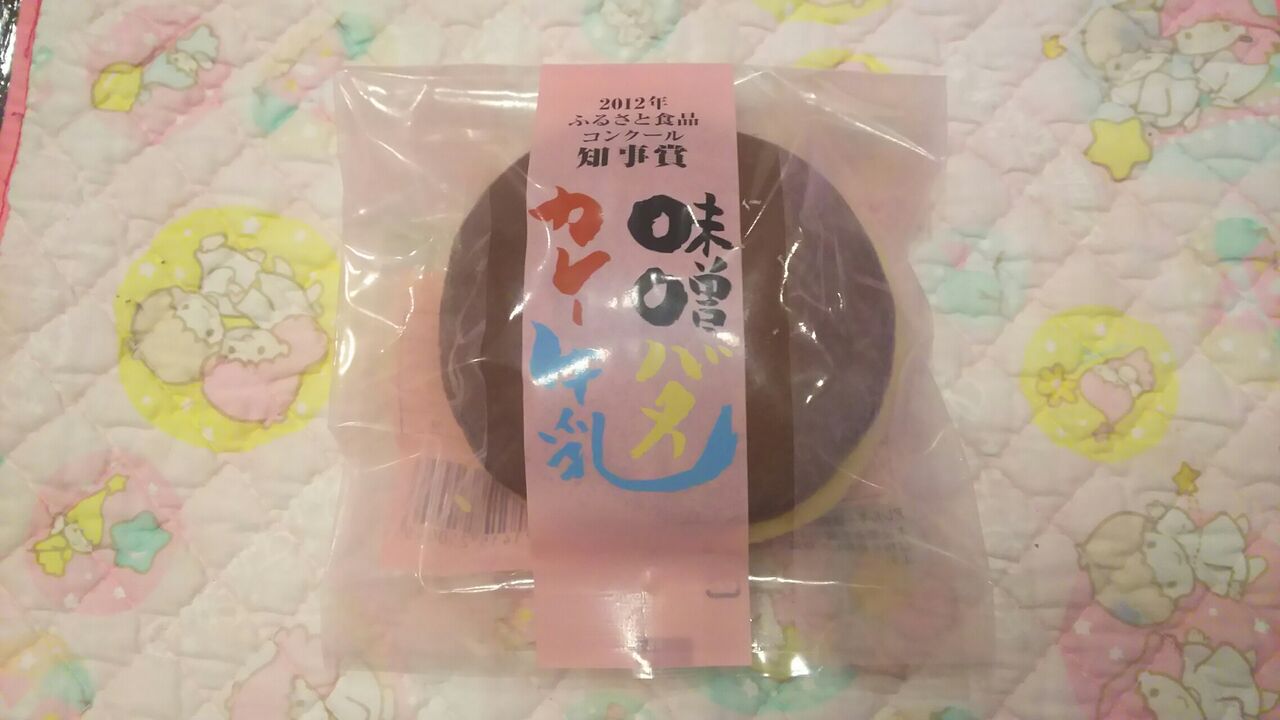 2012年
ふるさと食品
コンクール
知事賞
味噌バター
カレー牛乳